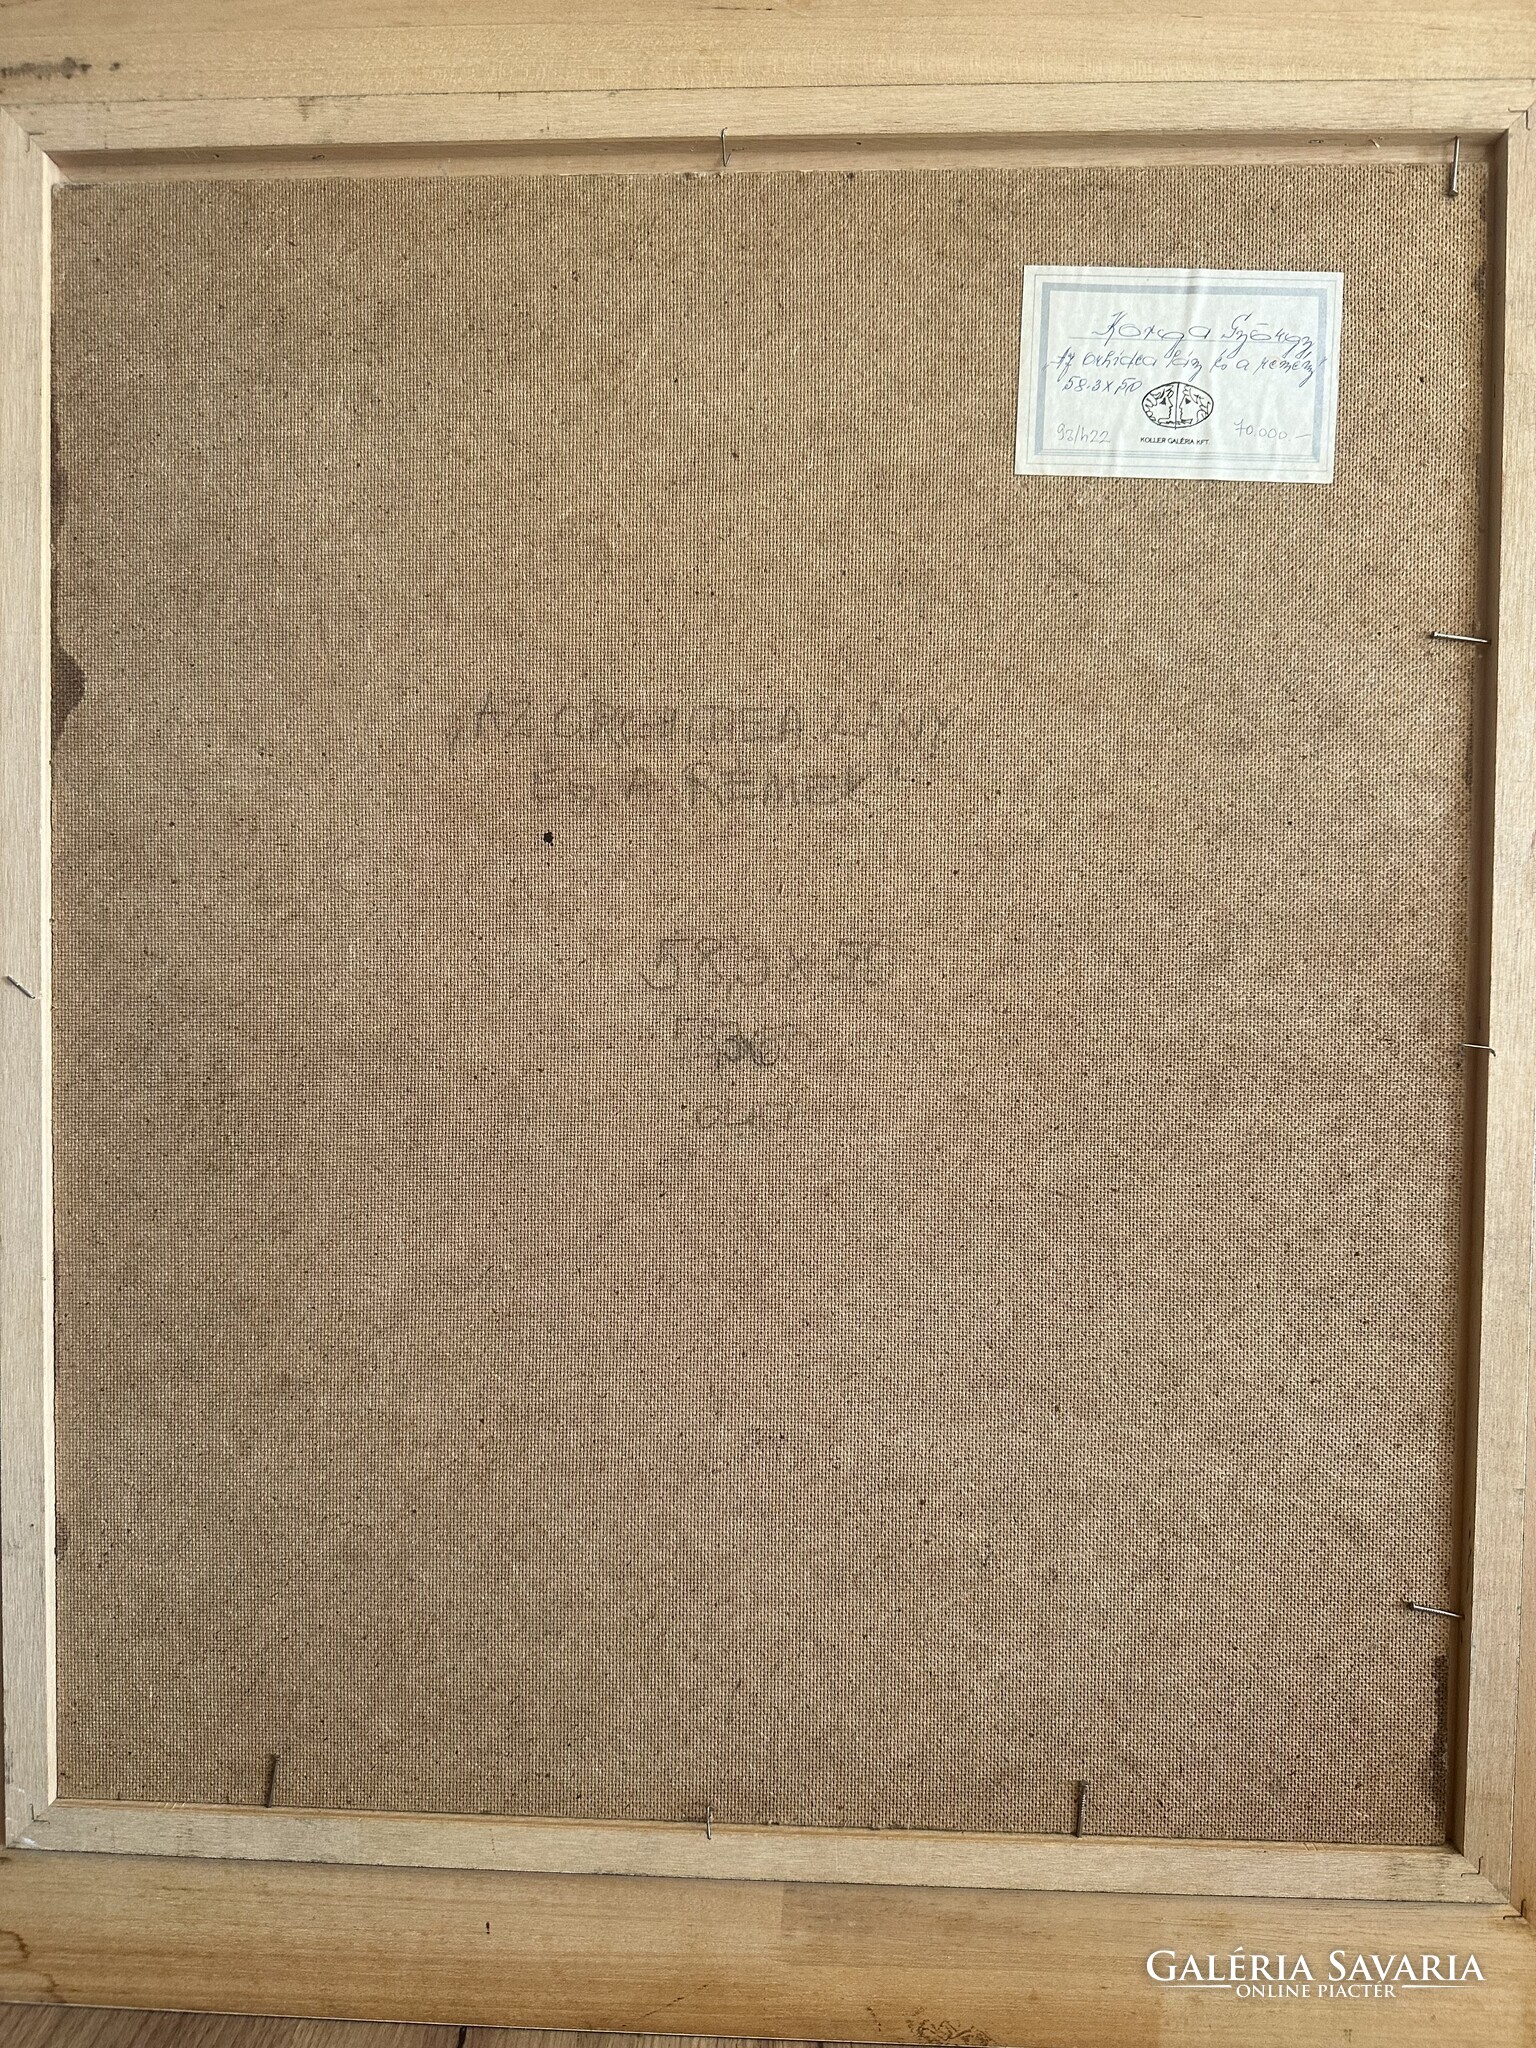 Korga György
"Az orchidea lány és a remény"
58.3 x 50
93/422
KOLLER GALÉRIA KFT.
70.000.-
"AZ ORCHIDEA LÁNY
ÉS A REMÉNY"
58,3 x 50
OLAJ
GALÉRIA SAVARIA
ONLINE PIACTÉR